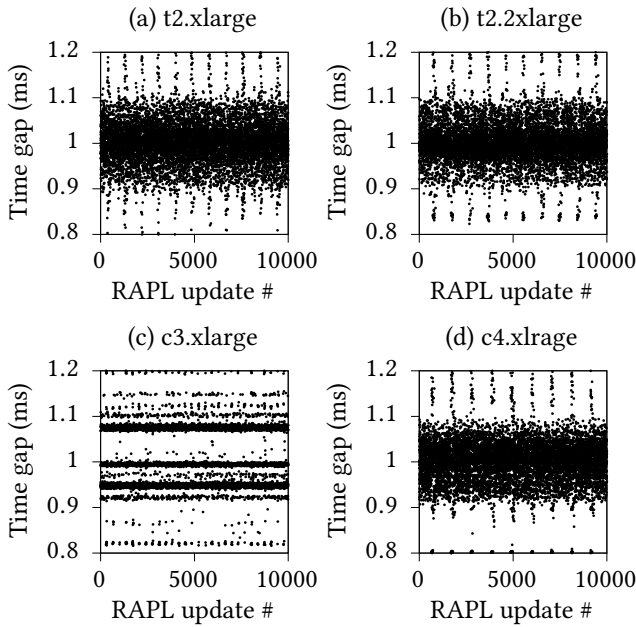 (a) t2.xlarge
(b) t2.2xlarge
Time gap (ms)
1.2
1.1
1
0.9
0.8
0
5000
10000
RAPL update #
Time gap (ms)
1.2
1.1
1
0.9
0.8
0
5000
10000
RAPL update #
(c) c3.xlarge
(d) c4.xlrage
Time gap (ms)
1.2
1.1
1
0.9
0.8
0
5000
10000
RAPL update #
Time gap (ms)
1.2
1.1
1
0.9
0.8
0
5000
10000
RAPL update #